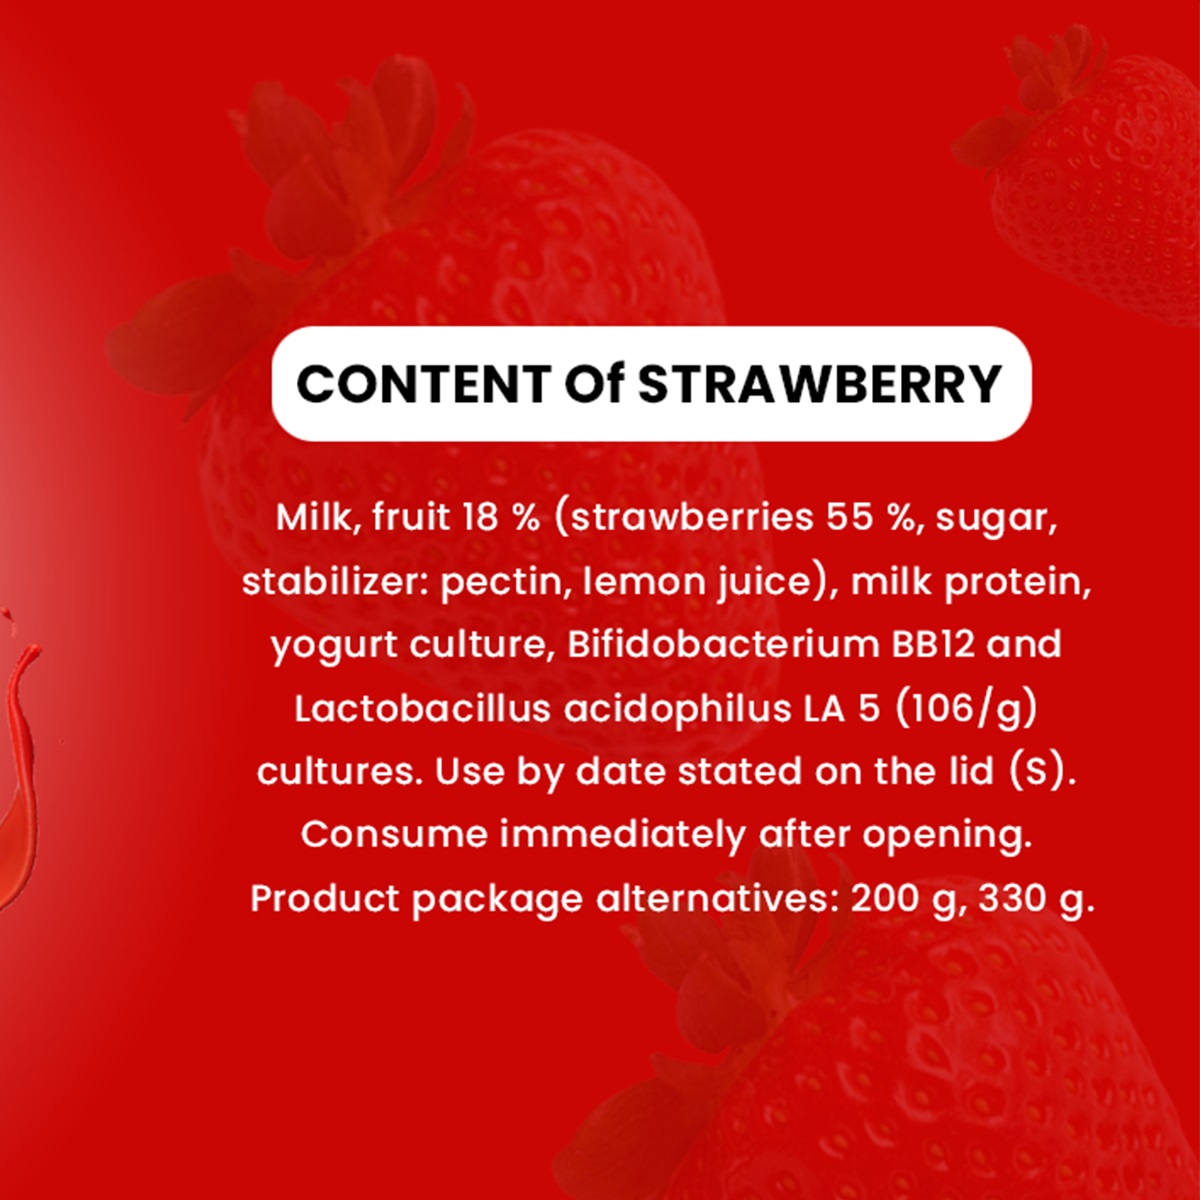 CONTENT Of STRAWBERRY
Milk, fruit 18 % (strawberries 55 %, sugar,
stabilizer: pectin, lemon juice), milk protein,
yogurt culture, Bifidobacterium BB12 and
Lactobacillus acidophilus LA 5 (106/g)
cultures. Use by date stated on the lid (S).
Consume immediately after opening.
Product package alternatives: 200 g, 330 g.